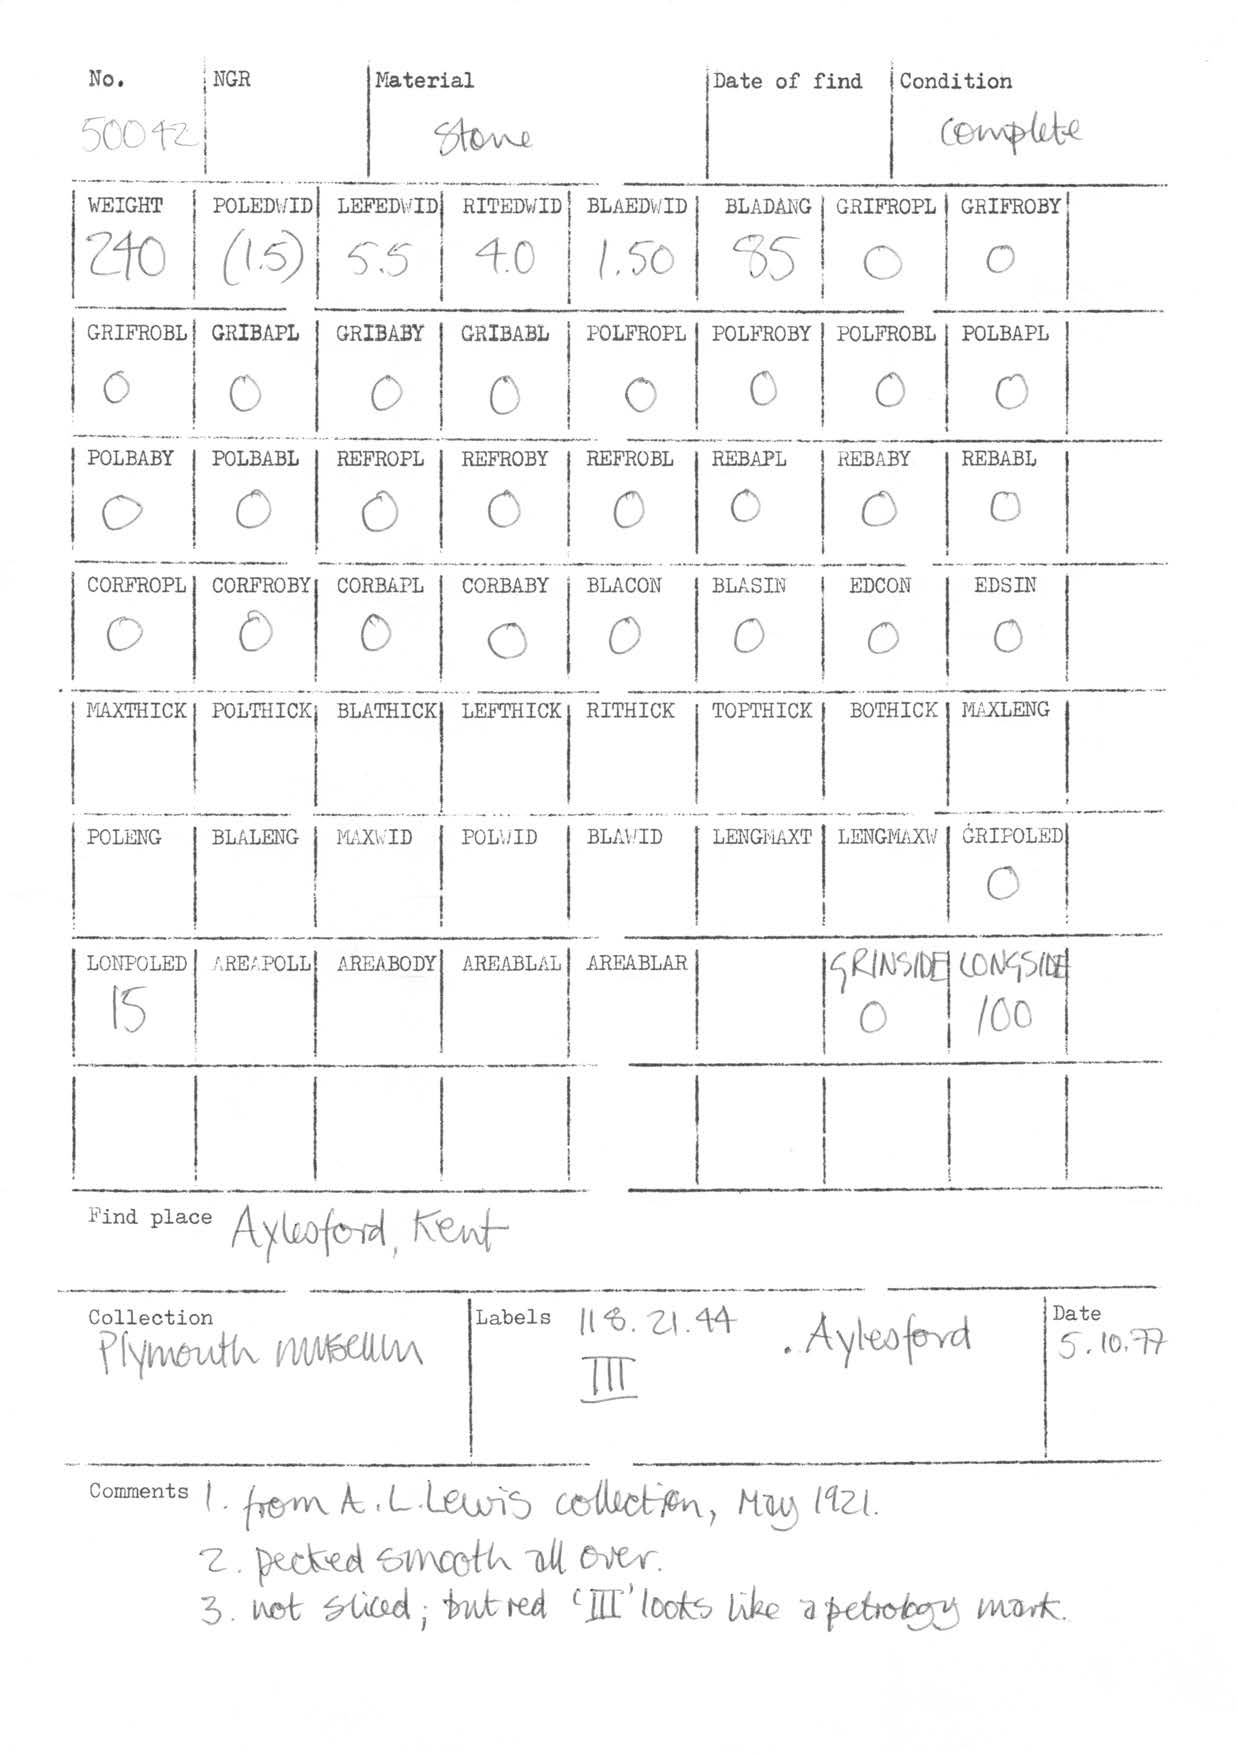 No. NGR Material Date of find Condition
50042 Stone complete
WEIGHT POLEDWID LEFEDWID RITEDWID BLAEDWID BLADANG GRIFROPL GRIFROBY
240 (1.5) 5.5 4.0 1.50 85 0 0
GRIFROBL GRIBAPL GRIBABY GRIBABL POLFROPL POLFROBY POLFROBL POLBAPL
0 0 0 0 0 0 0 0
POLBABY POLBABL REFROPL REFROBY REFROBL REBAPL REBABY REBABL
0 0 0 0 0 0 0 0
CORFROPL CORFROBY CORBAPL CORBABY BLACON BLASIN EDCON EDSIN
0 0 0 0 0 0 0 0
MAXTHICK POLTHICK BLATHICK LEFTHICK RITHICK TOPTHICK BOTHICK MAXLENG
POLENG BLALENG MAXWID POLWID BLAWID LENGMAXT LENGMAXW GRIPOLED
0
LONPOLED AREAPOLL AREABODY AREABLAL AREABLAR GRINSIDE LONGSIDE
15 0 100
Find place Aylesford, Kent
Collection Labels 118.21.44 . Aylesford Date
Plymouth museum III 5.10.77
Comments 1. from A.L. Lewis collection, May 1921.
2. pecked smooth all over.
3. not sliced; but red 'III' looks like a petrology mark.